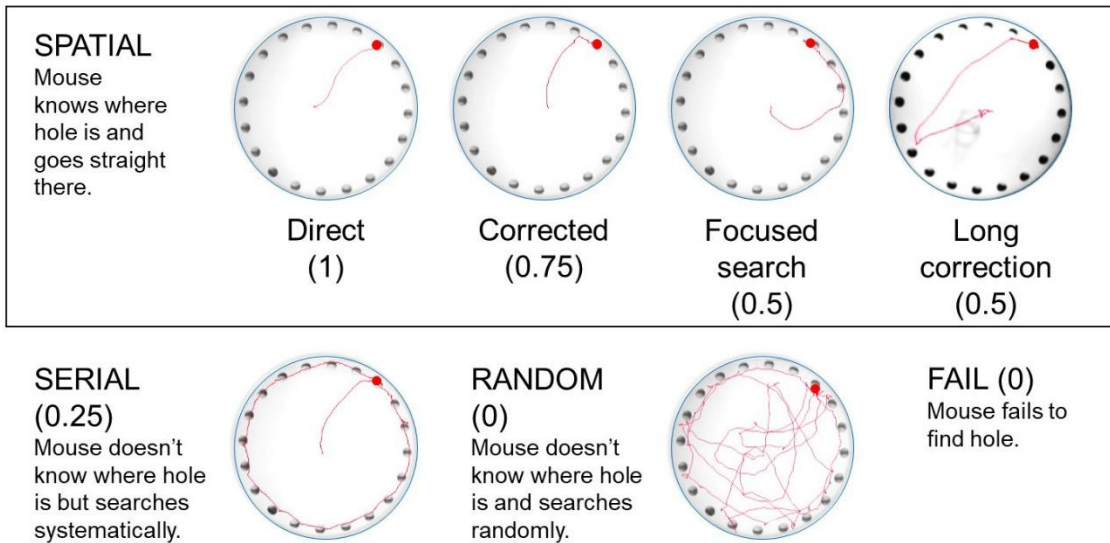 SPATIAL
Mouse
knows where
hole is and
goes straight
there.
Direct
(1)
Corrected
(0.75)
Focused
search
(0.5)
Long
correction
(0.5)
SERIAL
(0.25)
Mouse doesn't
know where hole
is but searches
systematically.
RANDOM
(0)
Mouse doesn't
know where hole
is and searches
randomly.
FAIL (0)
Mouse fails to
find hole.